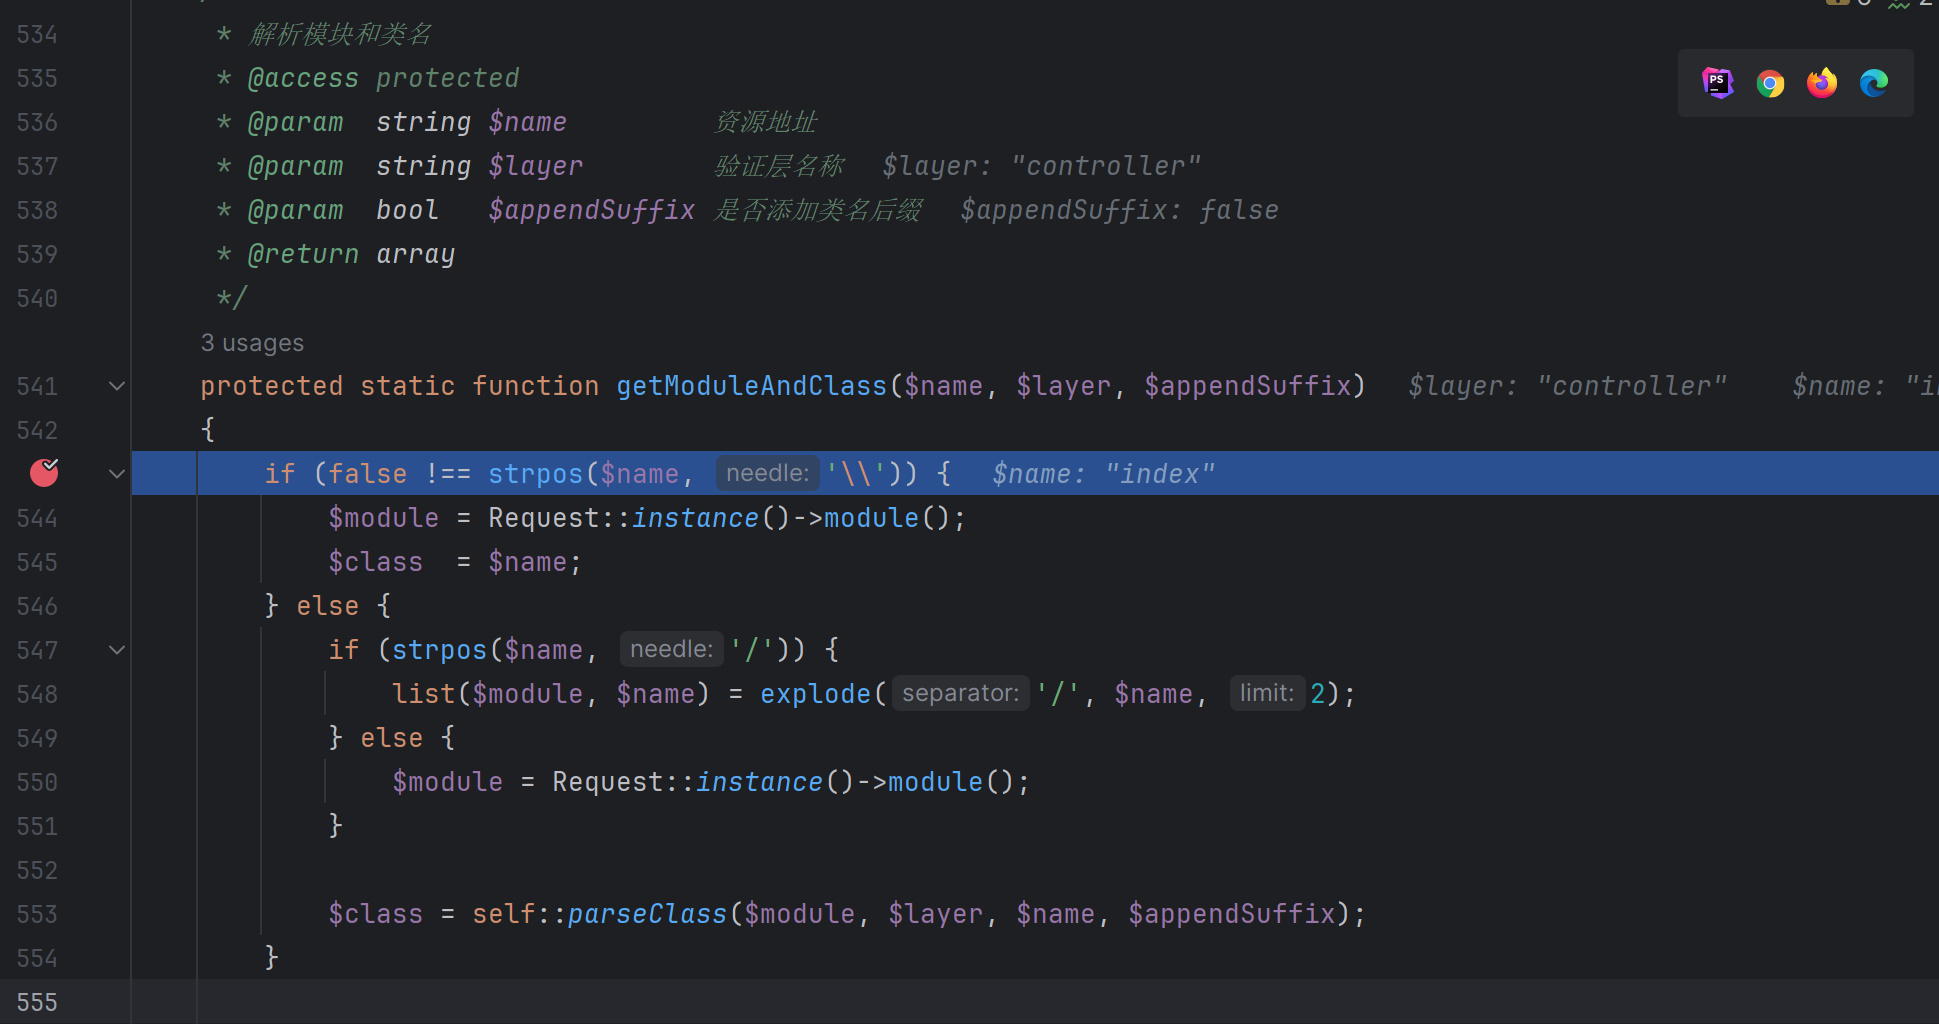 534 * 解析模块和类名
535 * @access protected
536 * @param string $name 资源地址
537 * @param string $layer 验证层名称 $layer: "controller"
538 * @param bool $appendSuffix 是否添加类名后缀 $appendSuffix: false
539 * @return array
540 */
3 usages
541 protected static function getModuleAndClass($name, $layer, $appendSuffix) $layer: "controller" $name: "i
542 {
if (false !== strpos($name, needle: '\\')) { $name: "index"
544 $module = Request::instance()->module();
545 $class = $name;
546 } else {
547 if (strpos($name, needle: '/')) {
548 list($module, $name) = explode(separator: '/', $name, limit: 2);
549 } else {
550 $module = Request::instance()->module();
551 }
552
553 $class = self::parseClass($module, $layer, $name, $appendSuffix);
554 }
555
PS